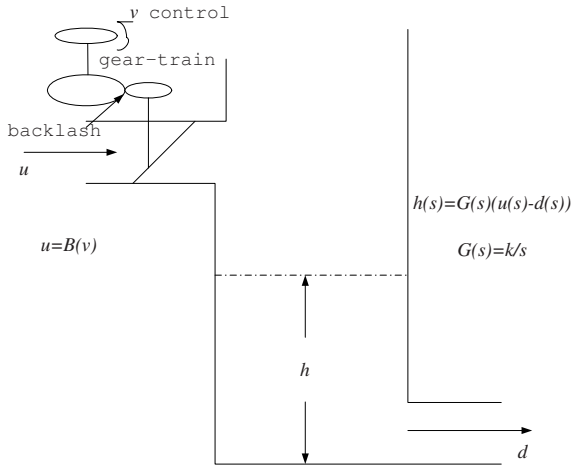 v control
gear-train
backlash
u
h(s)=G(s)(u(s)-d(s))
u=B(v)
G(s)=k/s
h
d